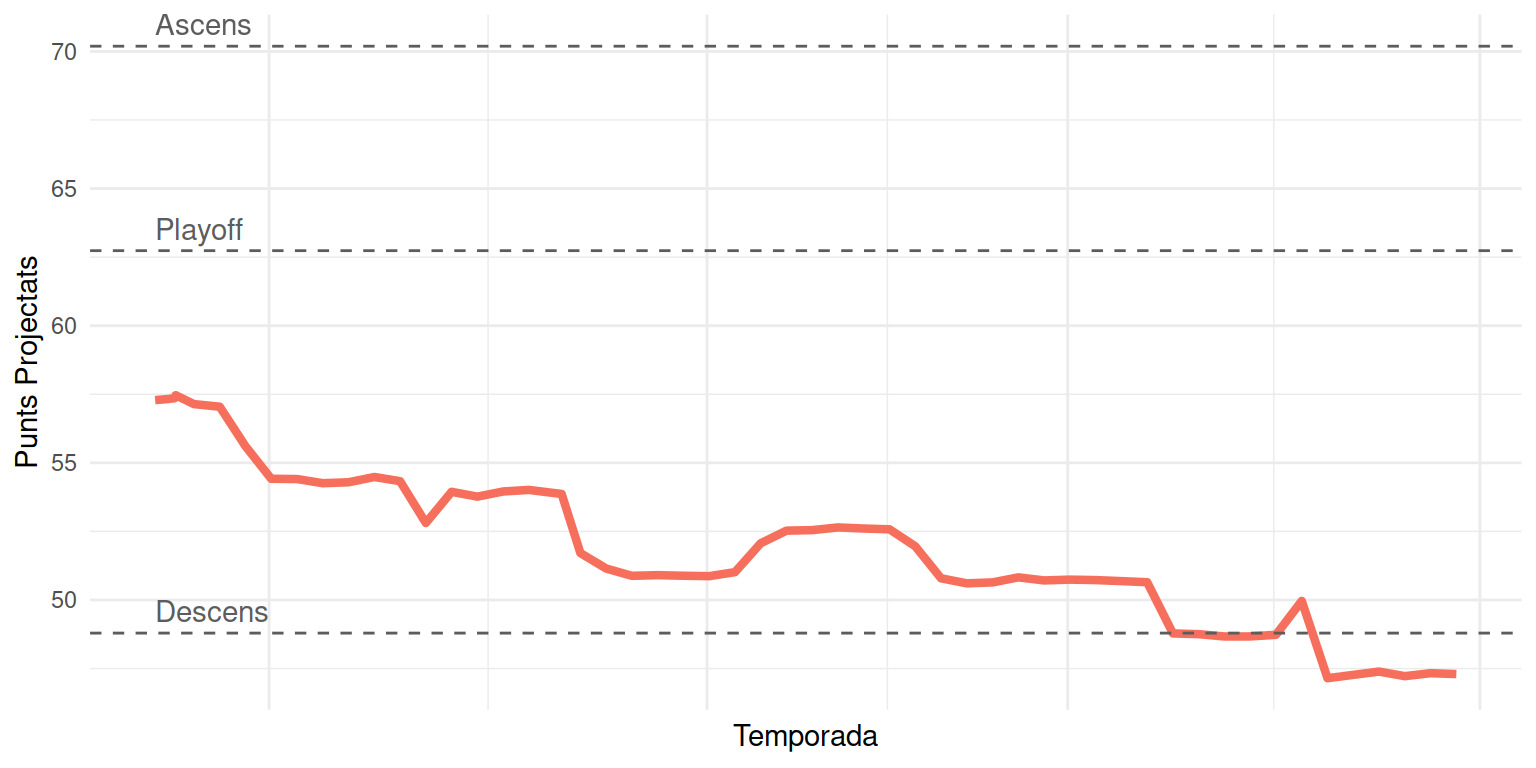 Ascens
70
65
Playoff
Punts Projectats
60
55
50
Descens
Temporada